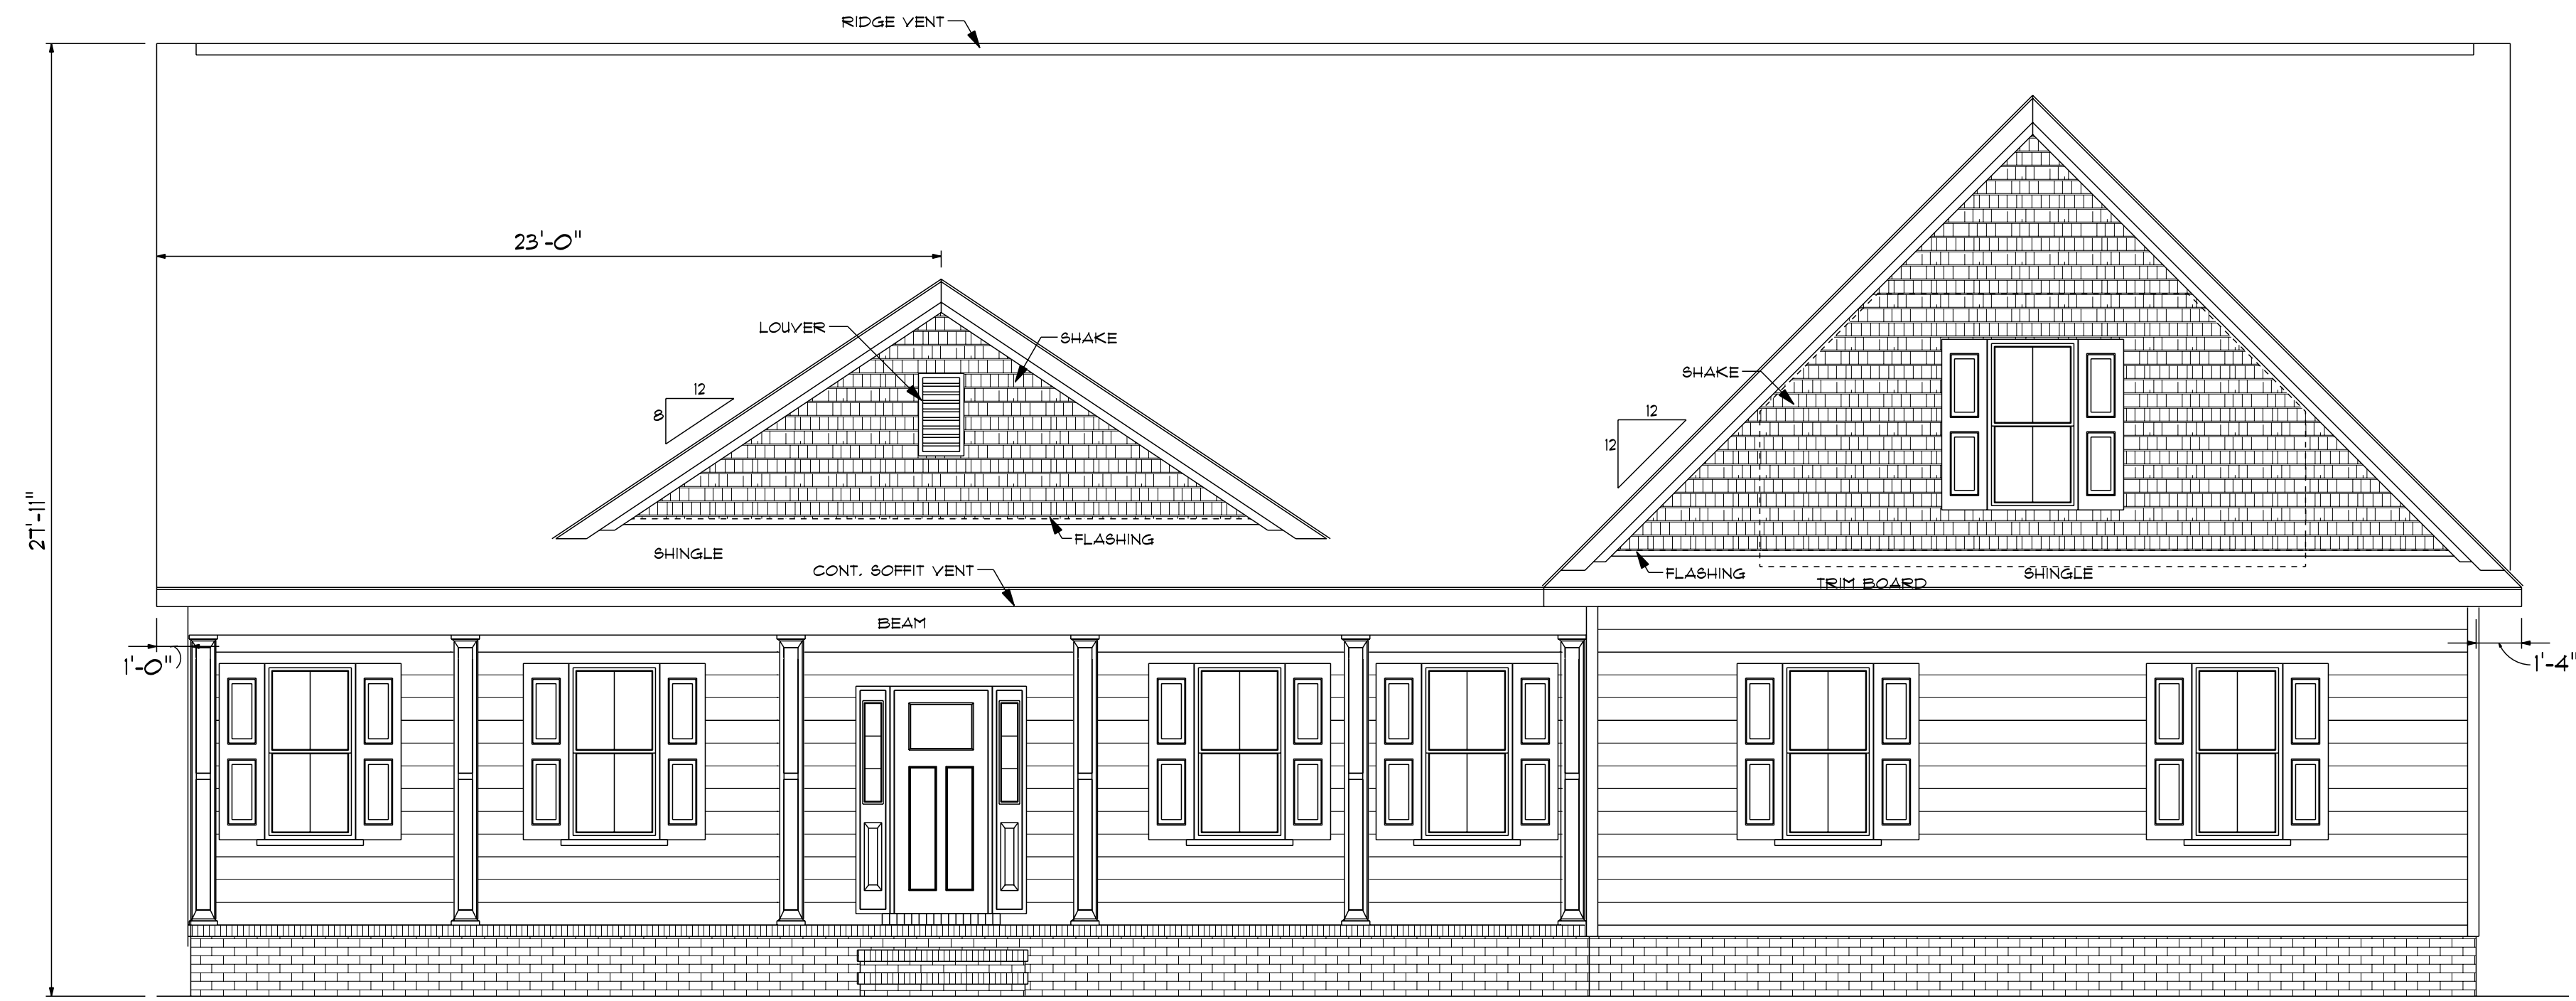 RIDGE VENT
23'-0"
LOUVER
SHAKE
12
8
SHAKE
12
12
27'-11"
FLASHING
SHINGLE
CONT. SOFFIT VENT
FLASHING
SHINGLE
TRIM BOARD
BEAM
1'-0"
1'-4"